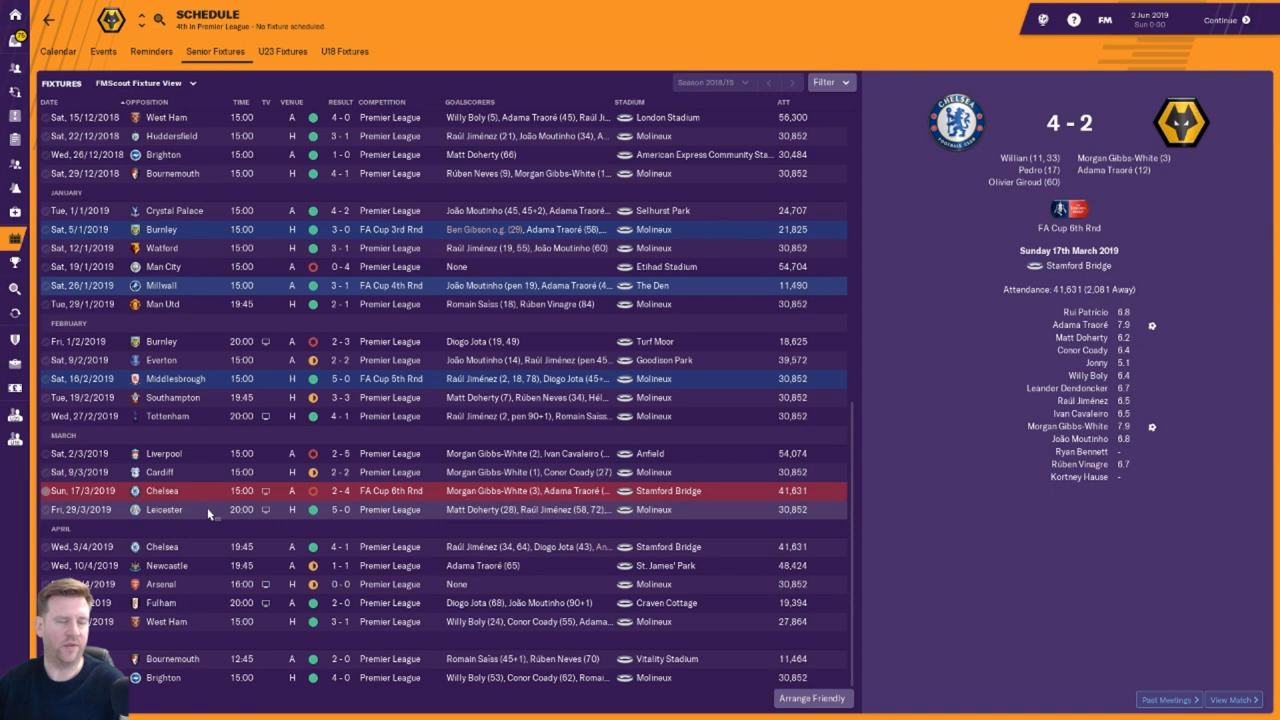 SCHEDULE
4th in Premier League - No fixture scheduled.
FM
2 Jun 2019
Sun 0:00
Continue
75
Calendar Events Reminders Senior Fixtures U23 Fixtures U18 Fixtures
FIXTURES FMScout Fixture View Season 2018/19 Filter
DATE OPPOSITION TIME TV VENUE RESULT COMPETITION GOALSCORERS STADIUM ATT
Sat, 15/12/2018 West Ham 15:00 A 4 - 0 Premier League Willy Boly (5), Adama Traoré (45), Raúl Ji... London Stadium 56,300
Sat, 22/12/2018 Huddersfield 15:00 H 3 - 1 Premier League Raúl Jiménez (21), João Moutinho (34), A... Molineux 30,852
Wed, 26/12/2018 Brighton 15:00 A 1 - 0 Premier League Matt Doherty (66) American Express Community Sta... 30,484
Sat, 29/12/2018 Bournemouth 15:00 H 4 - 1 Premier League Rúben Neves (9), Morgan Gibbs-White (1... Molineux 30,852
JANUARY
Tue, 1/1/2019 Crystal Palace 15:00 A 4 - 2 Premier League João Moutinho (45, 45+2), Adama Traoré... Selhurst Park 24,707
Sat, 5/1/2019 Burnley 15:00 H 3 - 0 FA Cup 3rd Rnd Ben Gibson o.g. (29), Adama Traoré (58),... Molineux 21,825
Sat, 12/1/2019 Watford 15:00 H 3 - 1 Premier League Raúl Jiménez (19, 55), João Moutinho (60) Molineux 30,852
Sat, 19/1/2019 Man City 15:00 A 0 - 4 Premier League None Etihad Stadium 54,704
Sat, 26/1/2019 Millwall 15:00 A 3 - 1 FA Cup 4th Rnd João Moutinho (pen 19), Adama Traoré (4... The Den 11,490
Tue, 29/1/2019 Man Utd 19:45 H 2 - 1 Premier League Romain Saïss (18), Rúben Vinagre (84) Molineux 30,852
FEBRUARY
Fri, 1/2/2019 Burnley 20:00 A 2 - 3 Premier League Diogo Jota (19, 49) Turf Moor 18,625
Sat, 9/2/2019 Everton 15:00 A 2 - 2 Premier League João Moutinho (14), Raúl Jiménez (pen 45... Goodison Park 39,572
Sat, 16/2/2019 Middlesbrough 15:00 H 5 - 0 FA Cup 5th Rnd Raúl Jiménez (2, 18, 78), Diogo Jota (45+... Molineux 30,852
Tue, 19/2/2019 Southampton 19:45 H 3 - 3 Premier League Matt Doherty (7), Rúben Neves (34), Hél... Molineux 30,852
Wed, 27/2/2019 Tottenham 20:00 H 4 - 1 Premier League Raúl Jiménez (2, pen 90+1), Romain Saïss... Molineux 30,852
MARCH
Sat, 2/3/2019 Liverpool 15:00 A 2 - 5 Premier League Morgan Gibbs-White (2), Ivan Cavaleiro (... Anfield 54,074
Sat, 9/3/2019 Cardiff 15:00 H 2 - 2 Premier League Morgan Gibbs-White (1), Conor Coady (27) Molineux 30,852
Sun, 17/3/2019 Chelsea 15:00 A 2 - 4 FA Cup 6th Rnd Morgan Gibbs-White (3), Adama Traoré (... Stamford Bridge 41,631
Fri, 29/3/2019 Leicester 20:00 H 5 - 0 Premier League Matt Doherty (28), Raúl Jiménez (58, 72),... Molineux 30,852
APRIL
Wed, 3/4/2019 Chelsea 19:45 A 4 - 1 Premier League Raúl Jiménez (34, 64), Diogo Jota (43), An... Stamford Bridge 41,631
Wed, 10/4/2019 Newcastle 19:45 A 1 - 1 Premier League Adama Traoré (65) St. James' Park 48,424
/4/2019 Arsenal 16:00 H 0 - 0 Premier League None Molineux 30,852
/2019 Fulham 20:00 A 2 - 0 Premier League Diogo Jota (68), João Moutinho (90+1) Craven Cottage 19,394
/2019 West Ham 15:00 H 3 - 1 Premier League Willy Boly (24), Conor Coady (55), Adama... Molineux 27,864
Bournemouth 12:45 A 2 - 0 Premier League Romain Saïss (45+1), Rúben Neves (70) Vitality Stadium 11,464
Brighton 15:00 H 4 - 0 Premier League Willy Boly (53), Conor Coady (62), Romai... Molineux 30,852
Arrange Friendly
4 - 2
Willian (11, 33) Morgan Gibbs-White (3)
Pedro (17) Adama Traoré (12)
Olivier Giroud (60)
FA Cup 6th Rnd
Sunday 17th March 2019
Stamford Bridge
Attendance: 41,631 (2,081 Away)
Rui Patrício 6.8
Adama Traoré 7.9
Matt Doherty 6.2
Conor Coady 6.4
Jonny 5.1
Willy Boly 6.4
Leander Dendoncker 6.7
Raúl Jiménez 6.5
Ivan Cavaleiro 6.5
Morgan Gibbs-White 7.9
João Moutinho 6.8
Ryan Bennett -
Rúben Vinagre 6.7
Kortney Hause -
Past Meetings > View Match >